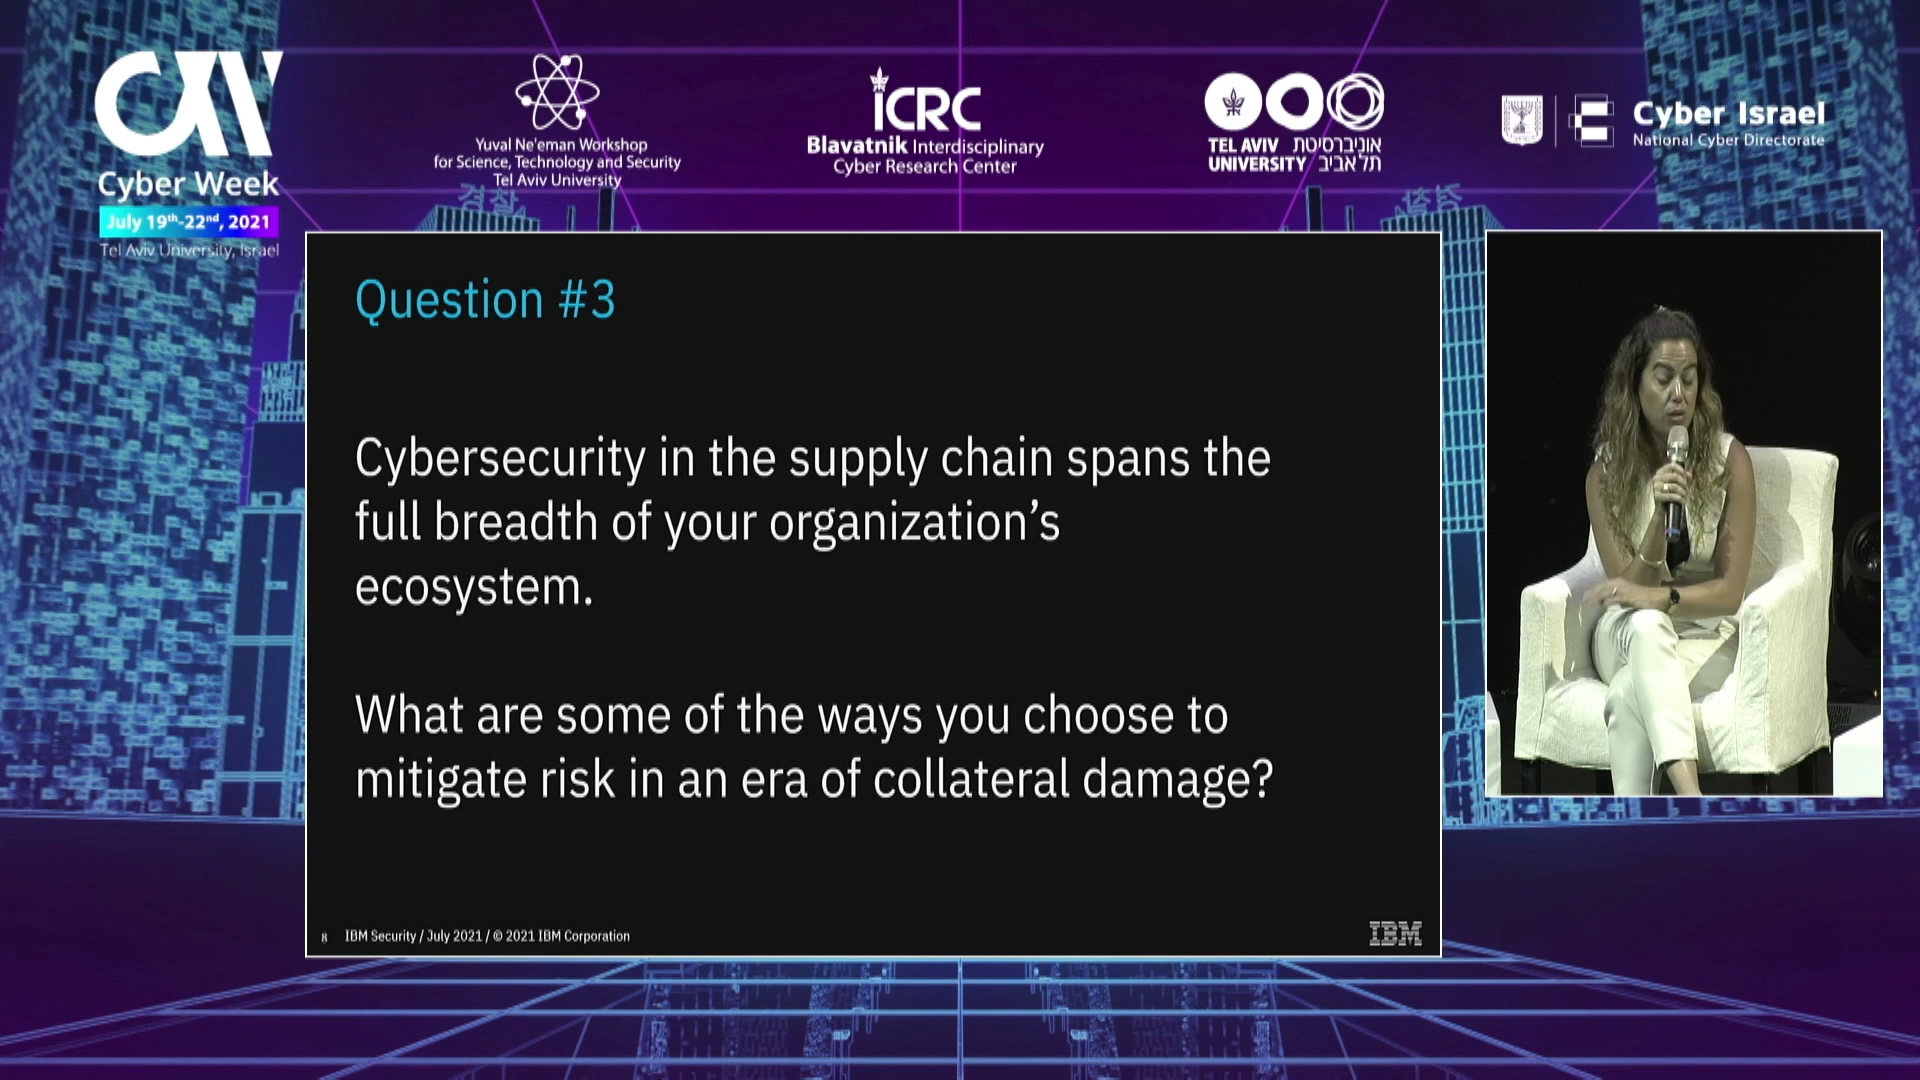 Cyber Week
July 19th-22nd, 2021
Tel Aviv University, Israel
Yuval Ne'eman Workshop
for Science, Technology and Security
Tel Aviv University
ICRC
Blavatnik Interdisciplinary
Cyber Research Center
TEL AVIV אוניברסיטת
UNIVERSITY תל אביב
Cyber Israel
National Cyber Directorate
경찰
Question #3
Cybersecurity in the supply chain spans the
full breadth of your organization's
ecosystem.
What are some of the ways you choose to
mitigate risk in an era of collateral damage?
8 IBM Security / July 2021 / © 2021 IBM Corporation
IBM